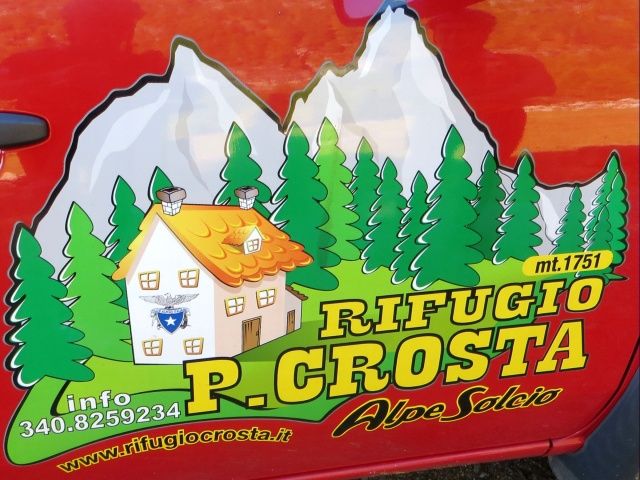 mt.1751
RIFUGIO
P. CROSTA
Alpe Solcio
info
340.8259234
www.rifugiocrosta.it